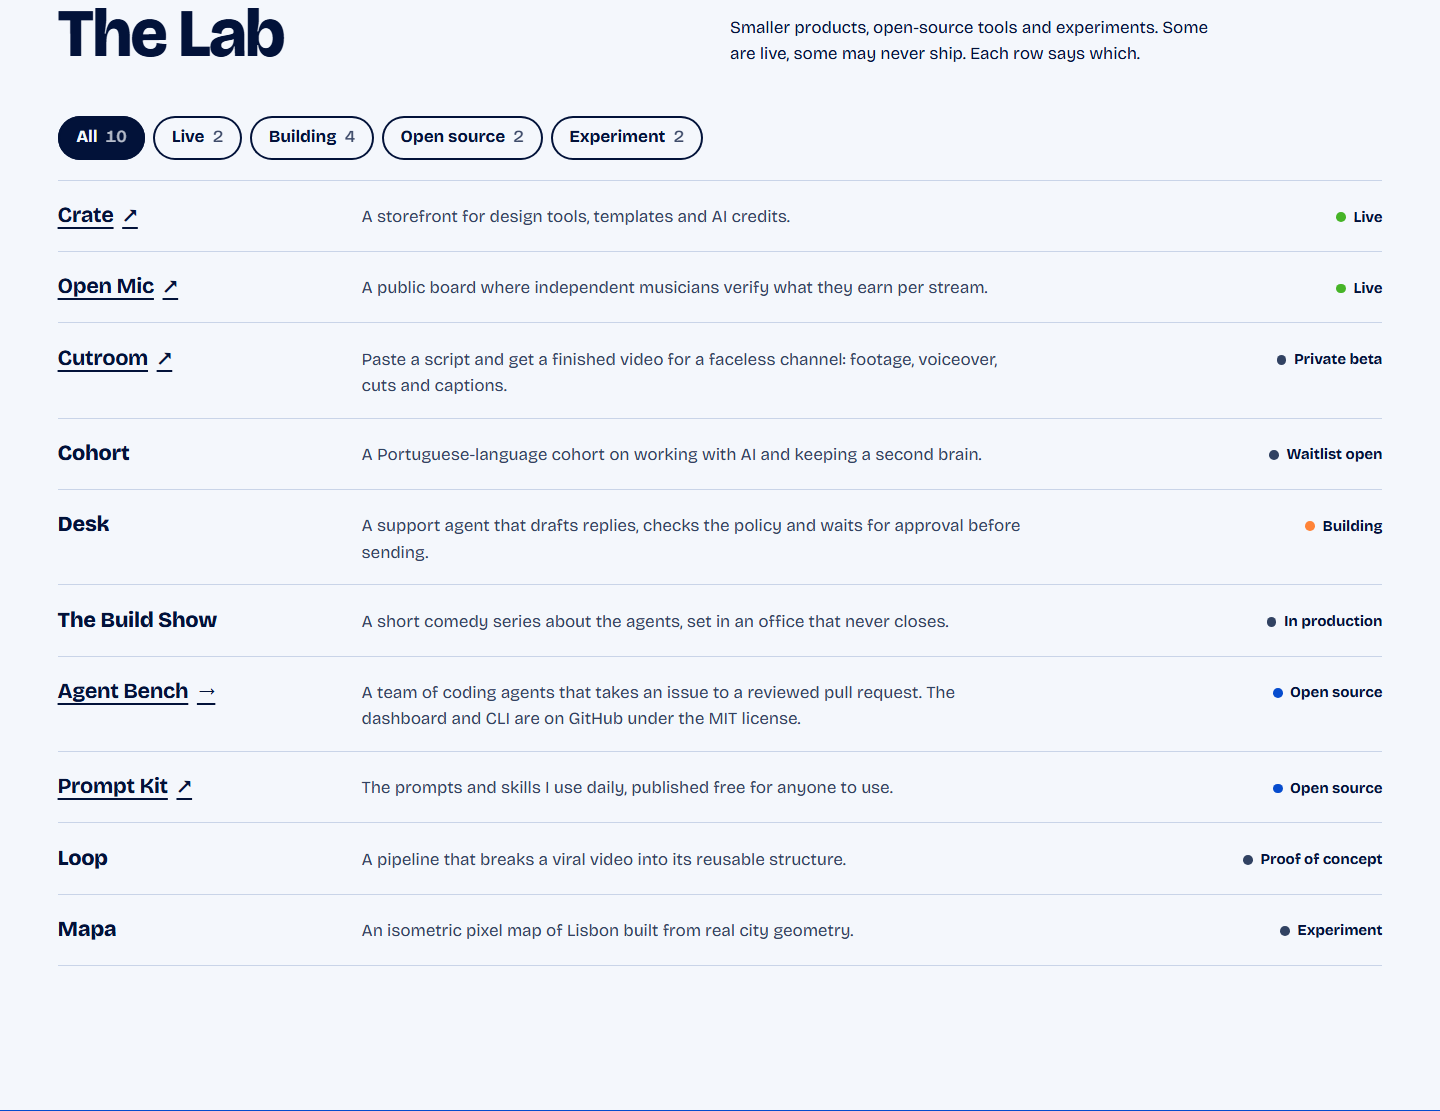 The Lab
Smaller products, open-source tools and experiments. Some
are live, some may never ship. Each row says which.
All 10
Live 2
Building 4
Open source 2
Experiment 2
Crate ↗
A storefront for design tools, templates and AI credits.
Live
Open Mic ↗
A public board where independent musicians verify what they earn per stream.
Live
Cutroom ↗
Paste a script and get a finished video for a faceless channel: footage, voiceover,
cuts and captions.
Private beta
Cohort
A Portuguese-language cohort on working with AI and keeping a second brain.
Waitlist open
Desk
A support agent that drafts replies, checks the policy and waits for approval before
sending.
Building
The Build Show
A short comedy series about the agents, set in an office that never closes.
In production
Agent Bench →
A team of coding agents that takes an issue to a reviewed pull request. The
dashboard and CLI are on GitHub under the MIT license.
Open source
Prompt Kit ↗
The prompts and skills I use daily, published free for anyone to use.
Open source
Loop
A pipeline that breaks a viral video into its reusable structure.
Proof of concept
Mapa
An isometric pixel map of Lisbon built from real city geometry.
Experiment